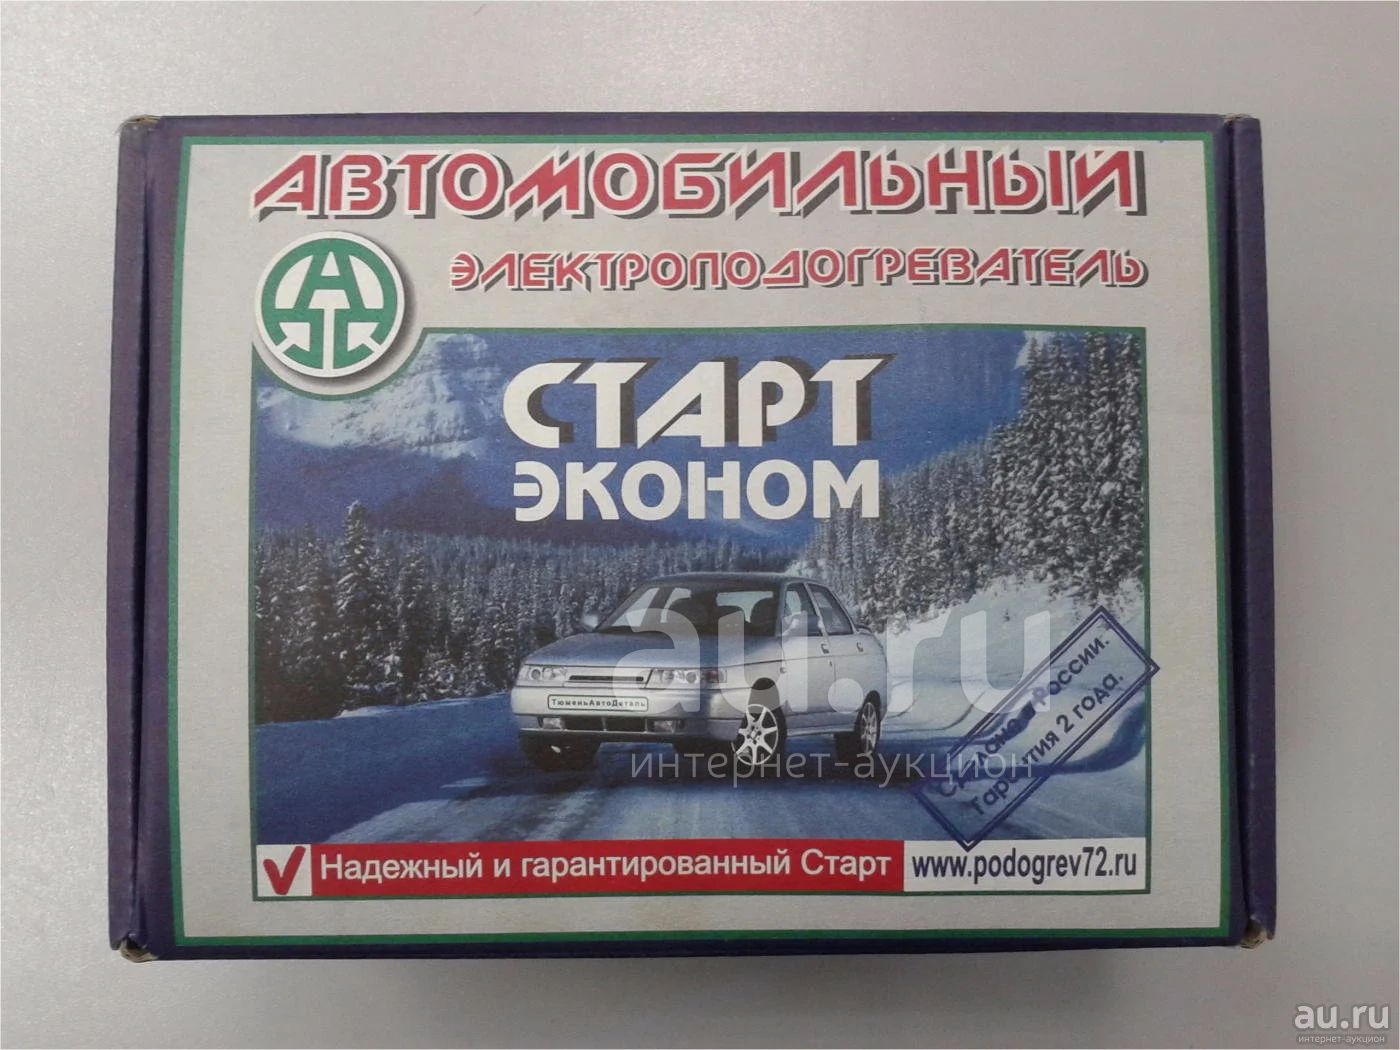 АВТОМОБИЛЬНЫЙ
ЭЛЕКТРОПОДОГРЕВАТЕЛЬ
СТАРТ
ЭКОНОМ
ТюменьАвтоДеталь
au.ru
интернет-аукцион
Сделано в России.
Гарантия 2 года.
Надежный и гарантированный Старт
www.podogrev72.ru
au.ru
интернет-аукцион